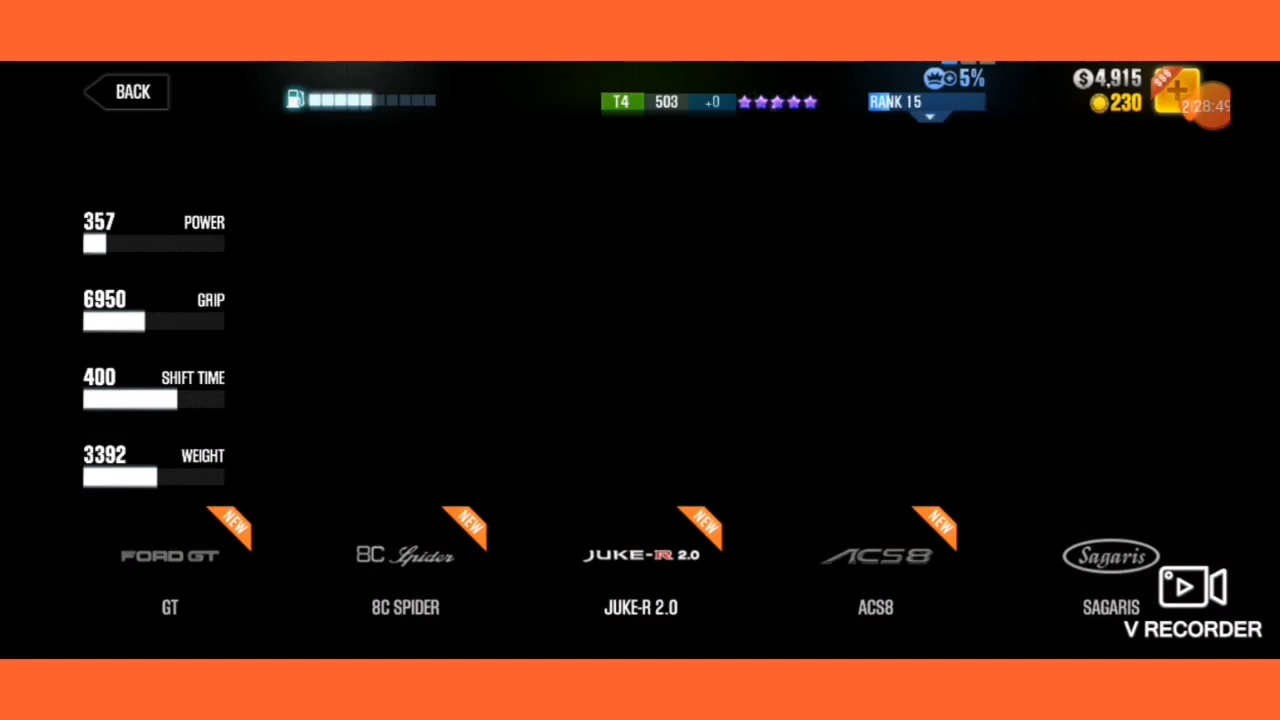 BACK
T4 503 +0
5%
RANK 15
$ 4,915
230
$$$
2:28:49
357 POWER
6950 GRIP
400 SHIFT TIME
3392 WEIGHT
NEW NEW NEW NEW
FORD GT 8C Spider JUKE-R 2.0 ACS8 Sagaris
GT 8C SPIDER JUKE-R 2.0 ACS8 SAGARIS
V RECORDER